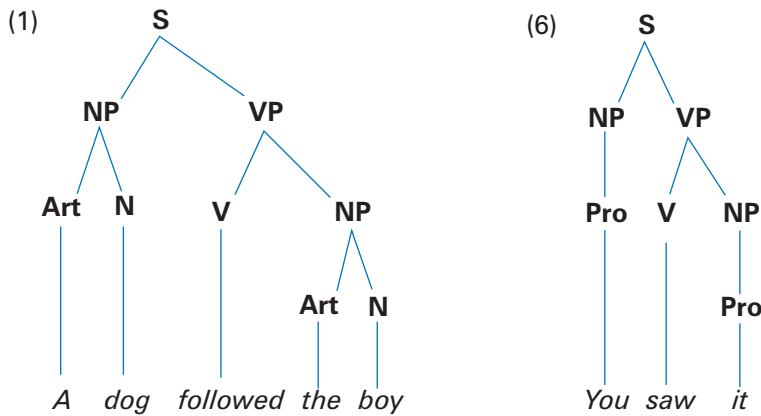 (1)
S
NP VP
Art N V NP
Art N
A dog followed the boy
(6)
S
NP VP
Pro V NP
Pro
You saw it